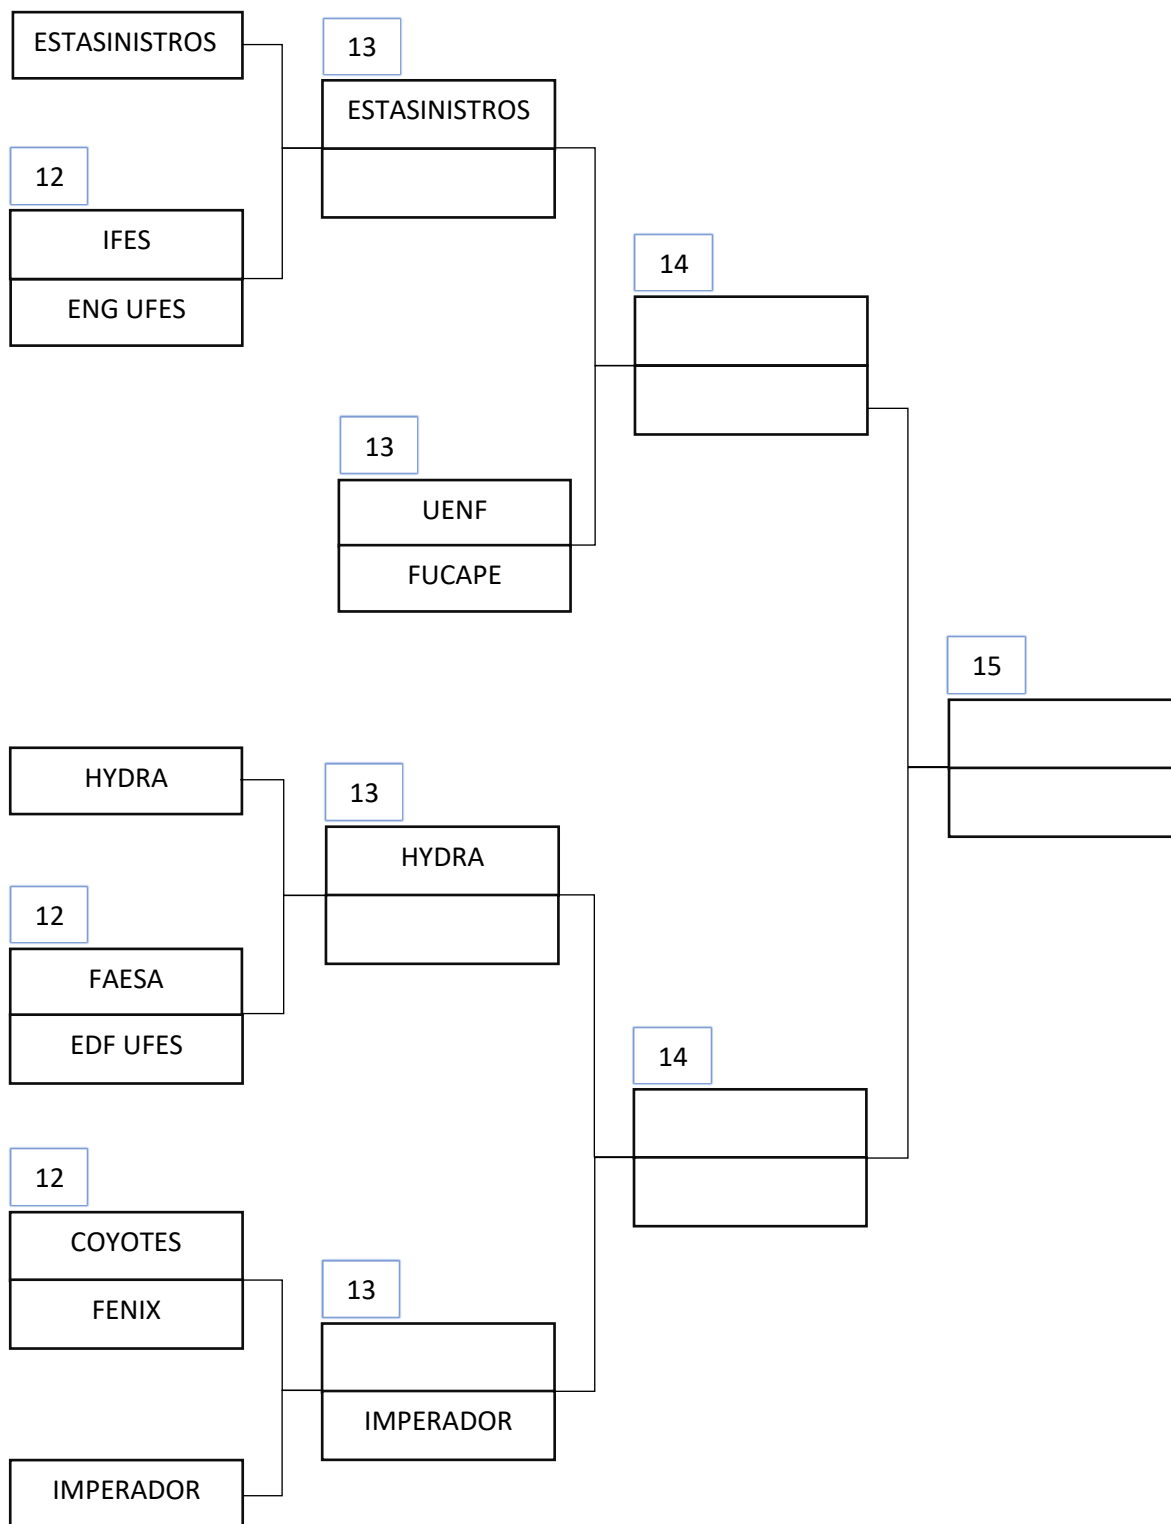 ESTASINISTROS
13
ESTASINISTROS
12
IFES
ENG UFES
14
13
UENF
FUCAPE
15
HYDRA
13
HYDRA
12
FAESA
EDF UFES
14
12
COYOTES
FENIX
13
IMPERADOR
IMPERADOR